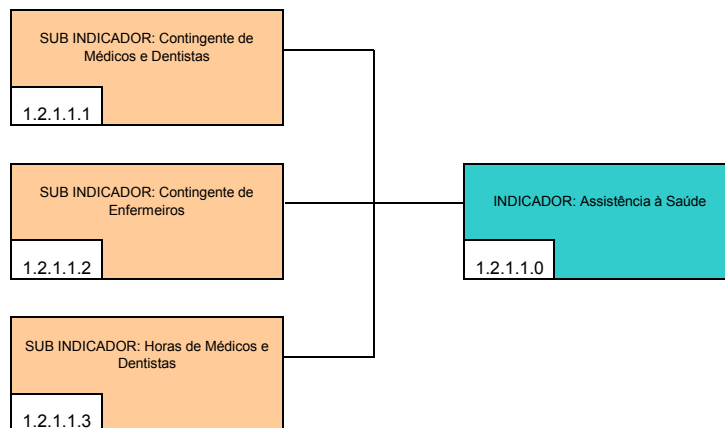 SUB INDICADOR: Contingente de
Médicos e Dentistas
1.2.1.1.1
SUB INDICADOR: Contingente de
Enfermeiros
1.2.1.1.2
INDICADOR: Assistência à Saúde
1.2.1.1.0
SUB INDICADOR: Horas de Médicos e
Dentistas
1.2.1.1.3